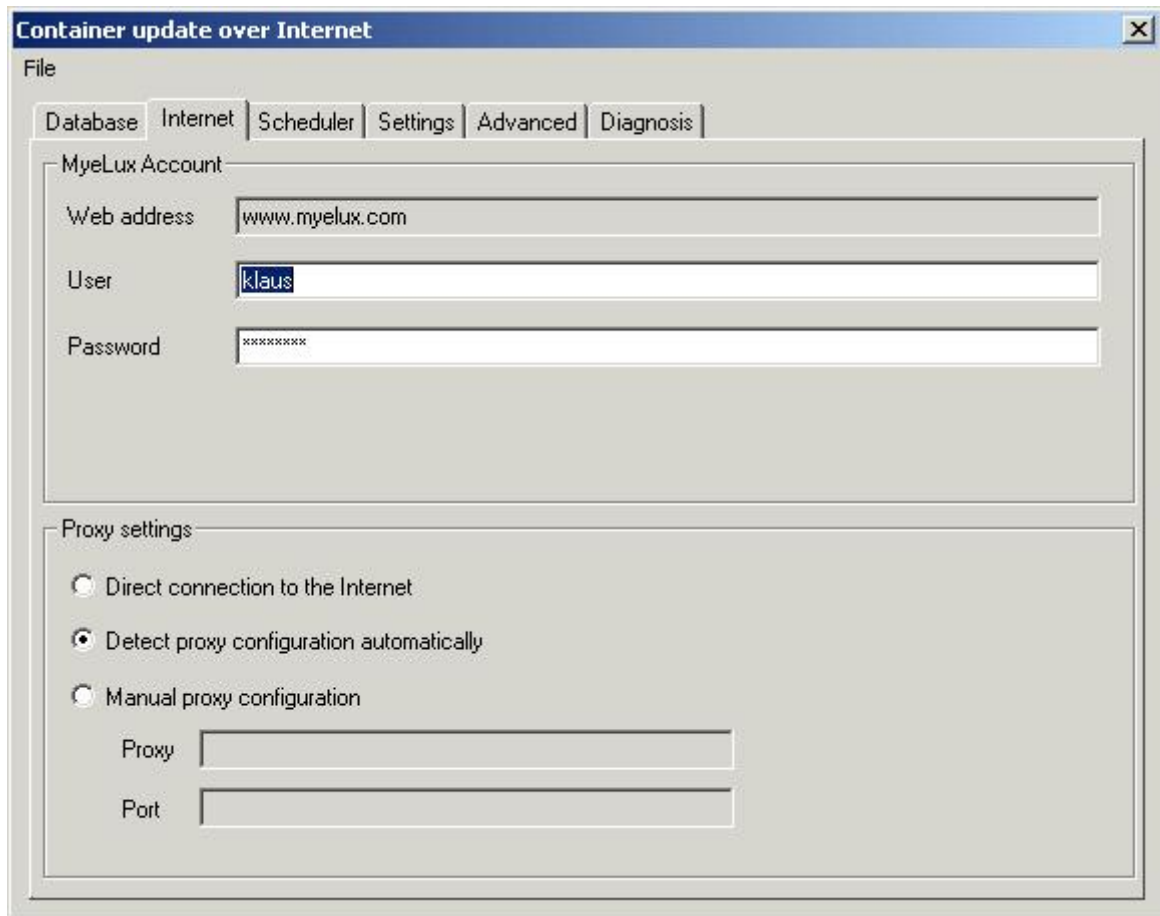 Container update over Internet
File
Database Internet Scheduler Settings Advanced Diagnosis
MyeLux Account
Web address www.myelux.com
User klaus
Password ********
Proxy settings
Direct connection to the Internet
Detect proxy configuration automatically
Manual proxy configuration
Proxy
Port